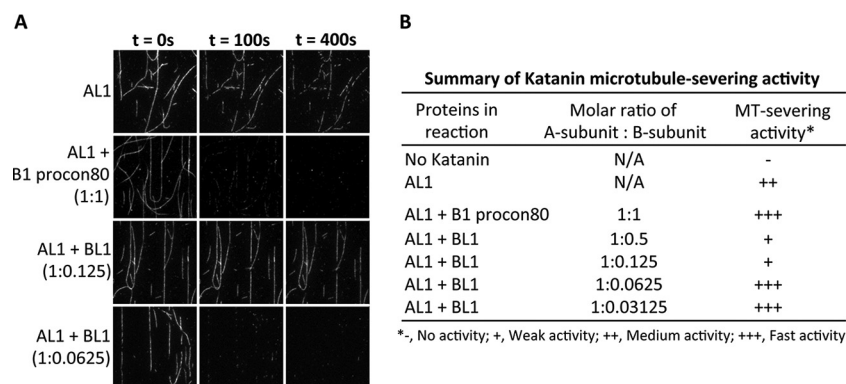 A
t = 0s t = 100s t = 400s
AL1
AL1 +
B1 procon80
(1:1)
AL1 + BL1
(1:0.125)
AL1 + BL1
(1:0.0625)
B
Summary of Katanin microtubule-severing activity
Proteins in reaction Molar ratio of A-subunit : B-subunit MT-severing activity*
No Katanin N/A -
AL1 N/A ++
AL1 + B1 procon80 1:1 +++
AL1 + BL1 1:0.5 +
AL1 + BL1 1:0.125 +
AL1 + BL1 1:0.0625 +++
AL1 + BL1 1:0.03125 +++
*-, No activity; +, Weak activity; ++, Medium activity; +++, Fast activity